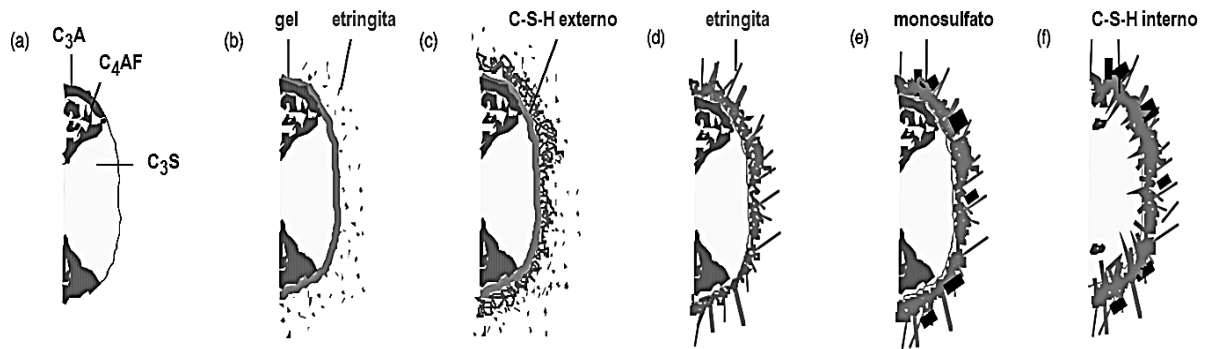 (a)
C₃A
C₄AF
C₃S
(b)
gel
etringita
(c)
C-S-H externo
(d)
etringita
(e)
monosulfato
(f)
C-S-H interno